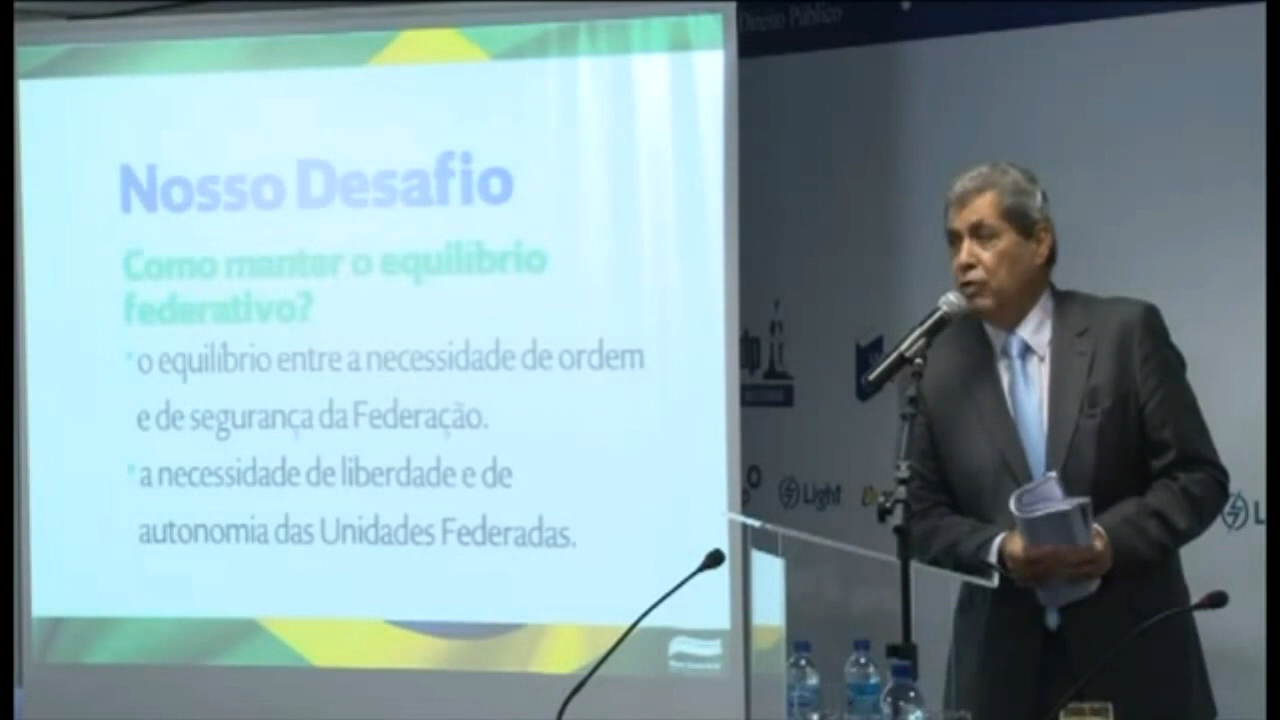 Direito Público
Nosso Desafio
Como manter o equilíbrio
federativo?
o equilíbrio entre a necessidade de ordem
e de segurança da Federação.
a necessidade de liberdade e de
autonomia das Unidades Federadas.
Light